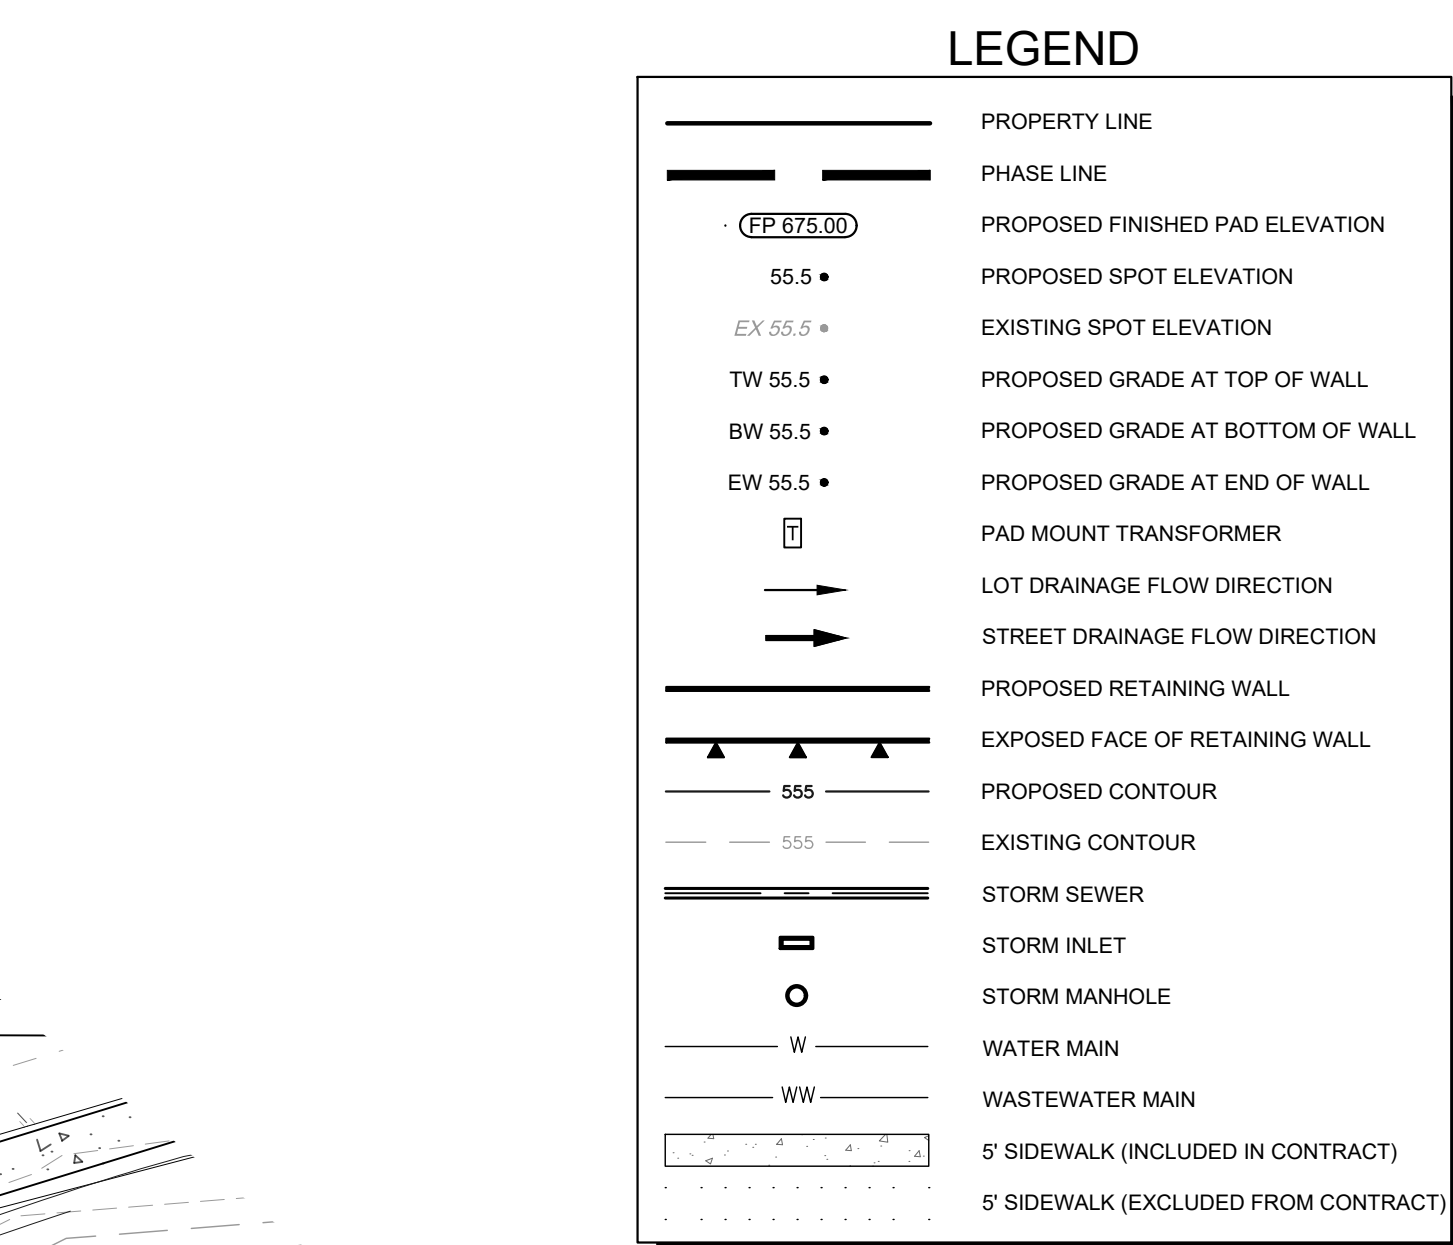 LEGEND
PROPERTY LINE
PHASE LINE
FP 675.00 PROPOSED FINISHED PAD ELEVATION
55.5 PROPOSED SPOT ELEVATION
EX 55.5 EXISTING SPOT ELEVATION
TW 55.5 PROPOSED GRADE AT TOP OF WALL
BW 55.5 PROPOSED GRADE AT BOTTOM OF WALL
EW 55.5 PROPOSED GRADE AT END OF WALL
T PAD MOUNT TRANSFORMER
LOT DRAINAGE FLOW DIRECTION
STREET DRAINAGE FLOW DIRECTION
PROPOSED RETAINING WALL
EXPOSED FACE OF RETAINING WALL
555 PROPOSED CONTOUR
555 EXISTING CONTOUR
STORM SEWER
STORM INLET
STORM MANHOLE
W WATER MAIN
WW WASTEWATER MAIN
5' SIDEWALK (INCLUDED IN CONTRACT)
5' SIDEWALK (EXCLUDED FROM CONTRACT)